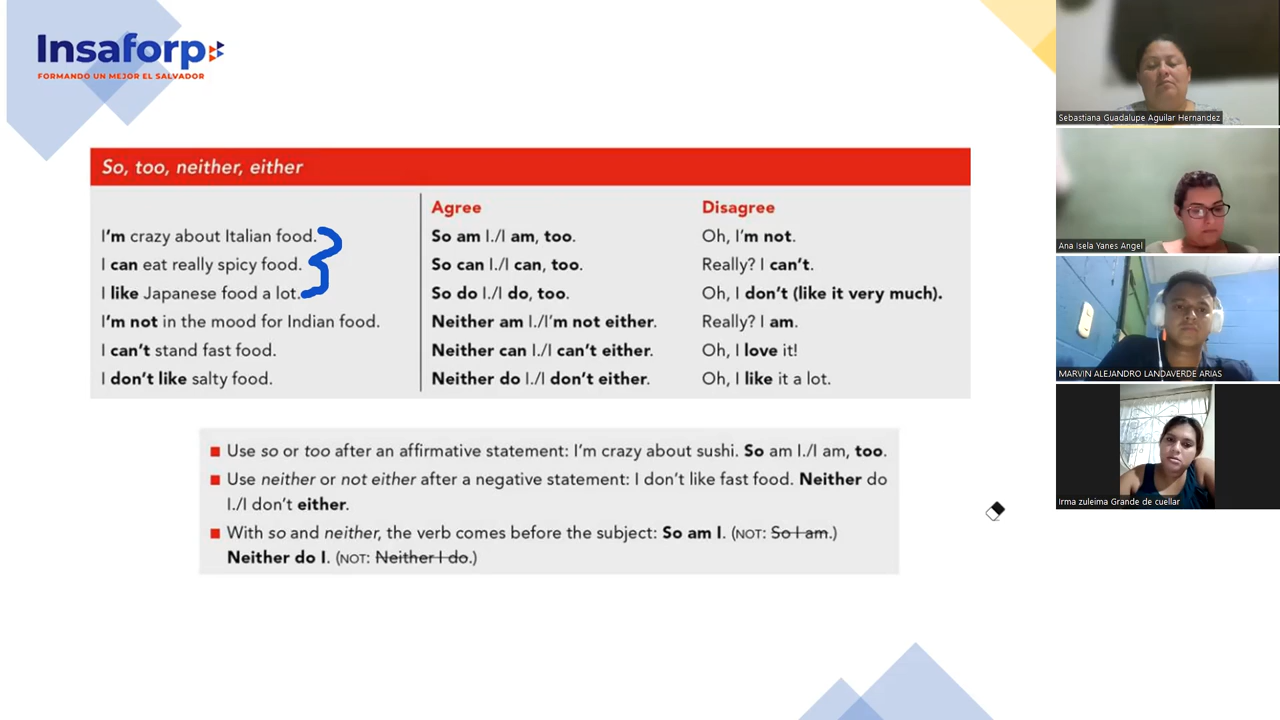 Insaforp
FORMANDO UN MEJOR EL SALVADOR
So, too, neither, either
Agree Disagree
I'm crazy about Italian food. So am I./I am, too. Oh, I'm not.
I can eat really spicy food. So can I./I can, too. Really? I can't.
I like Japanese food a lot. So do I./I do, too. Oh, I don't (like it very much).
I'm not in the mood for Indian food. Neither am I./I'm not either. Really? I am.
I can't stand fast food. Neither can I./I can't either. Oh, I love it!
I don't like salty food. Neither do I./I don't either. Oh, I like it a lot.
Use so or too after an affirmative statement: I'm crazy about sushi. So am I./I am, too.
Use neither or not either after a negative statement: I don't like fast food. Neither do
I./I don't either.
With so and neither, the verb comes before the subject: So am I. (NOT: So I am.)
Neither do I. (NOT: Neither I do.)
Sebastiana Guadalupe Aguilar Hernandez
Ana Isela Yanes Angel
MARVIN ALEJANDRO LANDAVERDE ARIAS
Irma zuleima Grande de cuellar